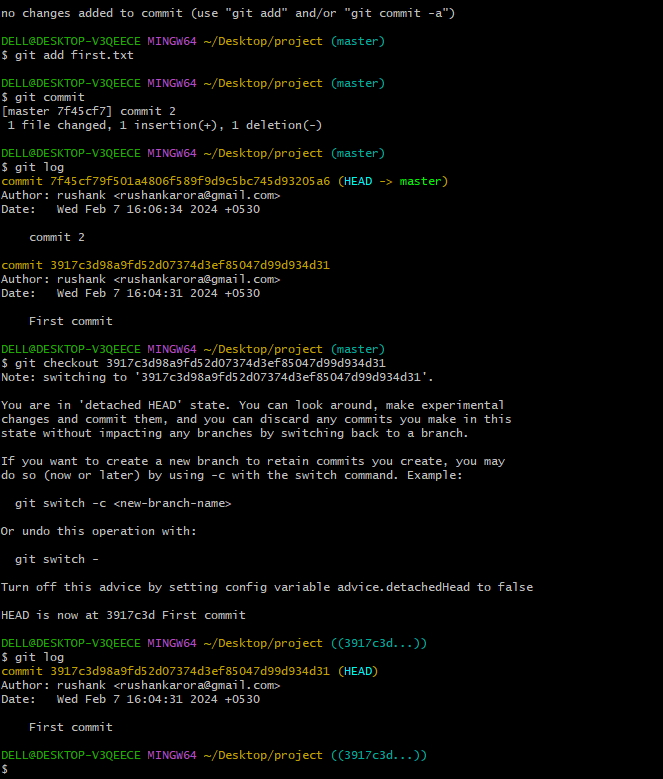 no changes added to commit (use "git add" and/or "git commit -a")
DELL@DESKTOP-V3QEECE MINGW64 ~/Desktop/project (master)
$ git add first.txt
DELL@DESKTOP-V3QEECE MINGW64 ~/Desktop/project (master)
$ git commit
[master 7f45cf7] commit 2
 1 file changed, 1 insertion(+), 1 deletion(-)
DELL@DESKTOP-V3QEECE MINGW64 ~/Desktop/project (master)
$ git log
commit 7f45cf79f501a4806f589f9d9c5bc745d93205a6 (HEAD -> master)
Author: rushank <rushankarora@gmail.com>
Date:   Wed Feb 7 16:06:34 2024 +0530
    commit 2
commit 3917c3d98a9fd52d07374d3ef85047d99d934d31
Author: rushank <rushankarora@gmail.com>
Date:   Wed Feb 7 16:04:31 2024 +0530
    First commit
DELL@DESKTOP-V3QEECE MINGW64 ~/Desktop/project (master)
$ git checkout 3917c3d98a9fd52d07374d3ef85047d99d934d31
Note: switching to '3917c3d98a9fd52d07374d3ef85047d99d934d31'.
You are in 'detached HEAD' state. You can look around, make experimental
changes and commit them, and you can discard any commits you make in this
state without impacting any branches by switching back to a branch.
If you want to create a new branch to retain commits you create, you may
do so (now or later) by using -c with the switch command. Example:
  git switch -c <new-branch-name>
Or undo this operation with:
  git switch -
Turn off this advice by setting config variable advice.detachedHead to false
HEAD is now at 3917c3d First commit
DELL@DESKTOP-V3QEECE MINGW64 ~/Desktop/project ((3917c3d...))
$ git log
commit 3917c3d98a9fd52d07374d3ef85047d99d934d31 (HEAD)
Author: rushank <rushankarora@gmail.com>
Date:   Wed Feb 7 16:04:31 2024 +0530
    First commit
DELL@DESKTOP-V3QEECE MINGW64 ~/Desktop/project ((3917c3d...))
$